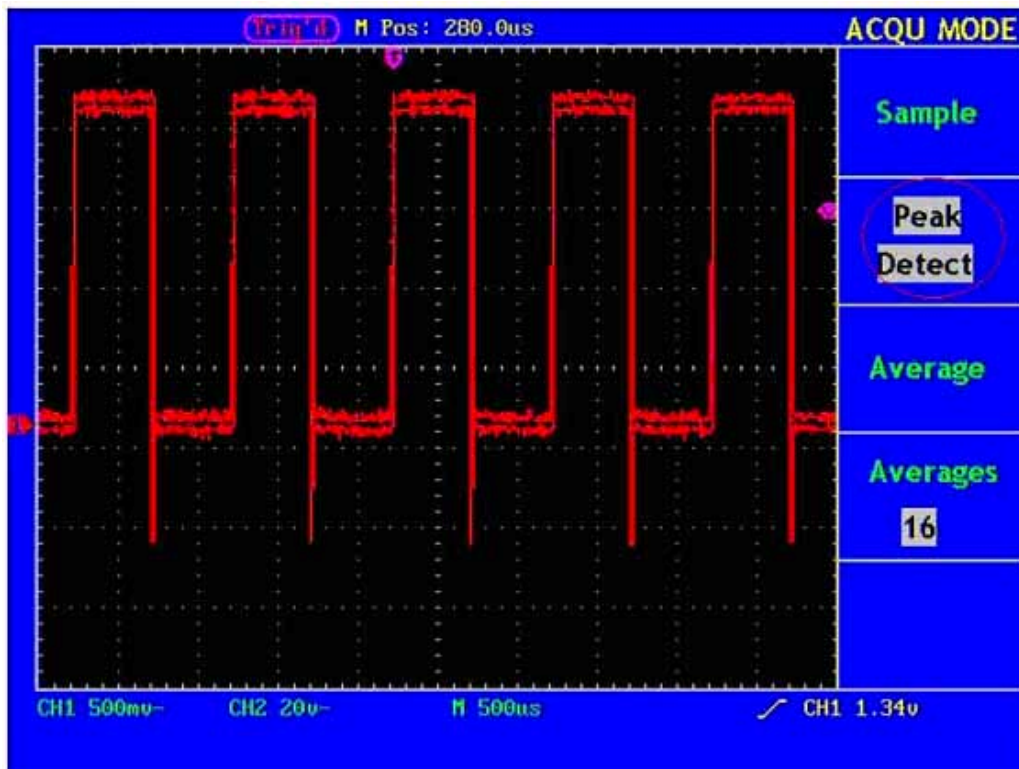 Trig'd M Pos: 280.0us
ACQU MODE
Sample
Peak
Detect
Average
Averages
16
CH1 500mv~ CH2 20v~ M 500us CH1 1.34v